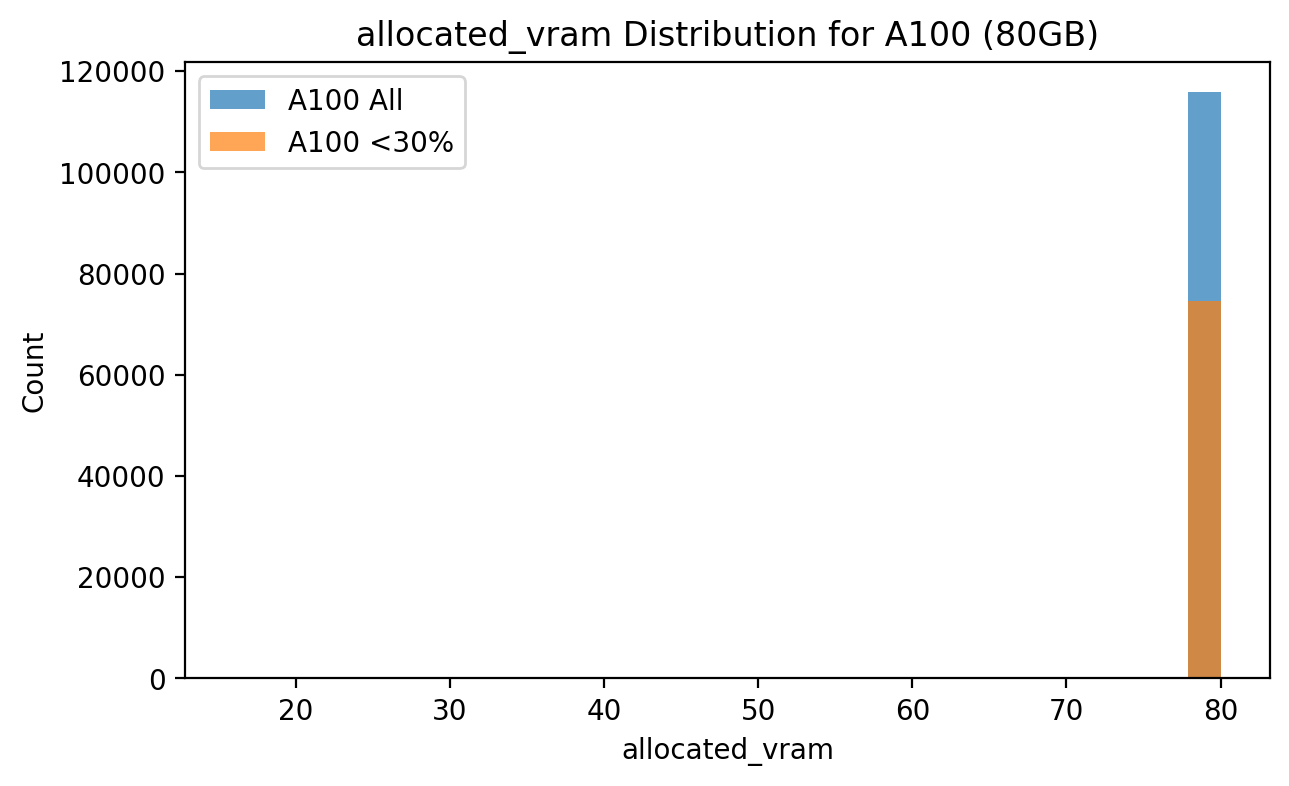 allocated_vram Distribution for A100 (80GB)
A100 All
A100 <30%
120000
100000
80000
60000
40000
20000
0
Count
20 30 40 50 60 70 80
allocated_vram